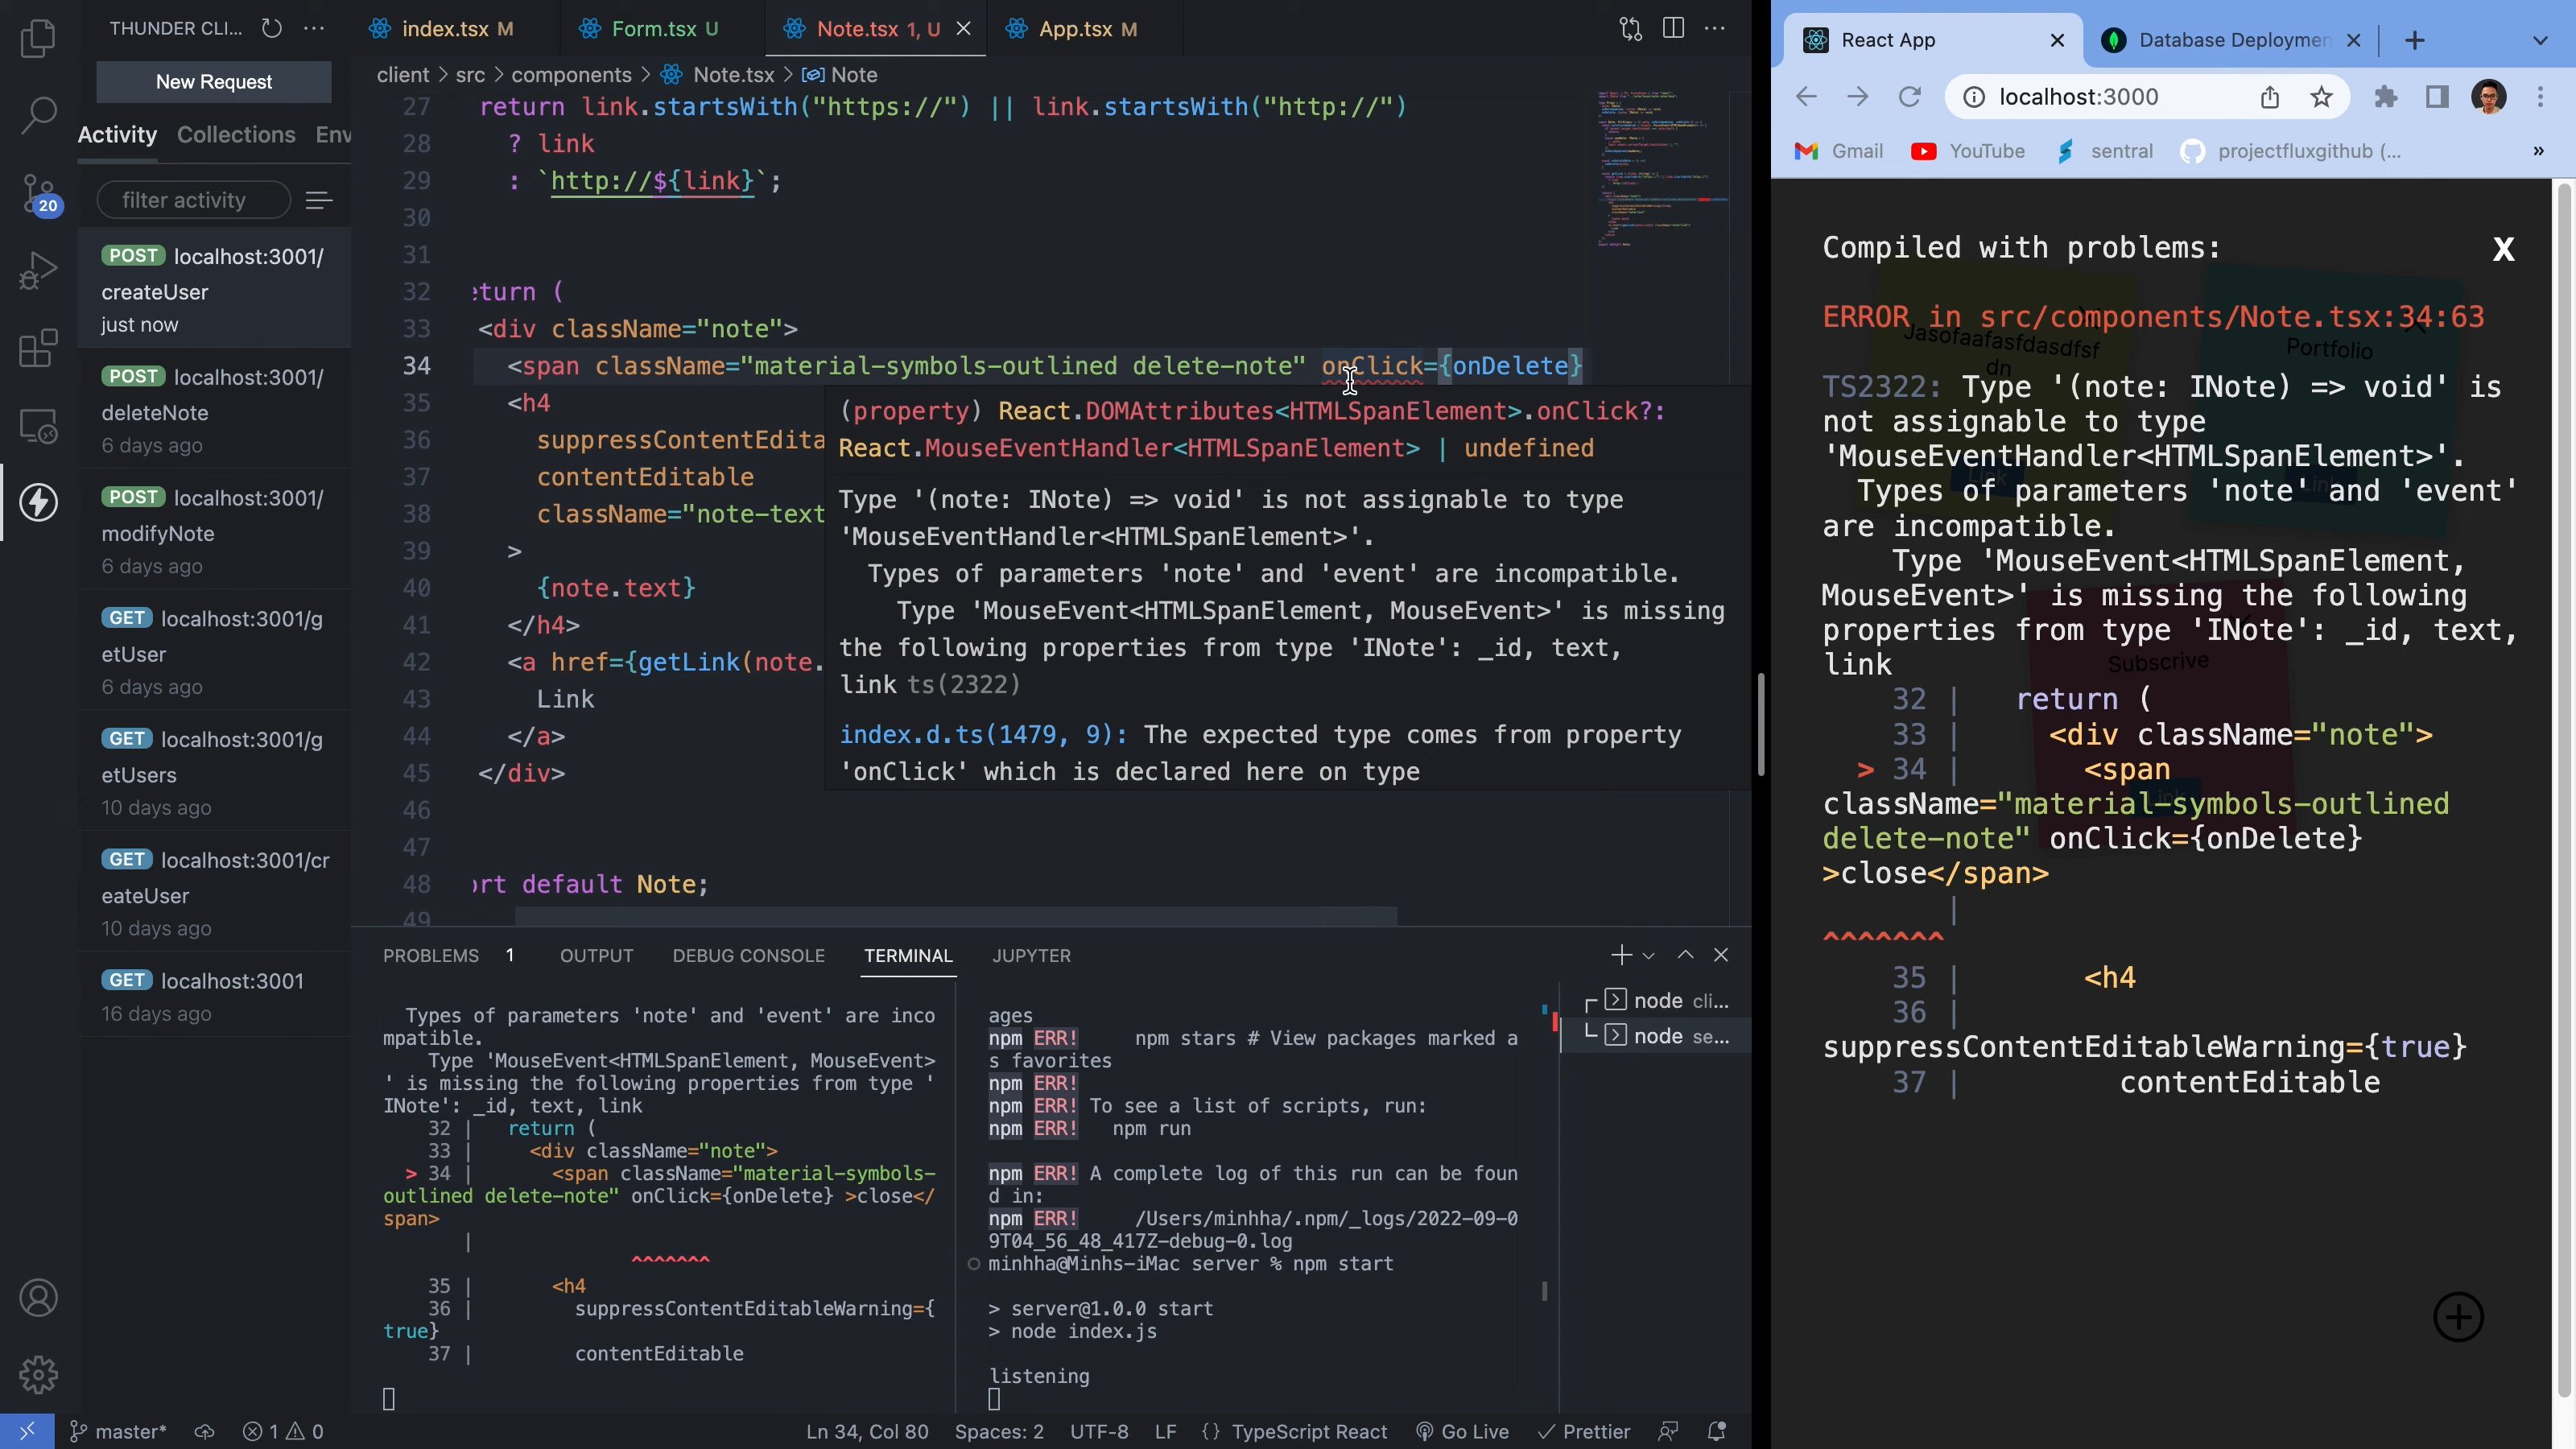 THUNDER CLI...
New Request
Activity Collections Env
filter activity
20
POST localhost:3001/
createUser
just now
POST localhost:3001/
deleteNote
6 days ago
POST localhost:3001/
modifyNote
6 days ago
GET localhost:3001/g
etUser
6 days ago
GET localhost:3001/g
etUsers
10 days ago
GET localhost:3001/cr
eateUser
10 days ago
GET localhost:3001
16 days ago
index.tsx M
Form.tsx U
Note.tsx 1, U
App.tsx M
client > src > components > Note.tsx > Note
27 return link.startsWith("https://") || link.startsWith("http://")
28 ? link
29 : `http://${link}`;
30
31
32 eturn (
33 <div className="note">
34 <span className="material-symbols-outlined delete-note" onClick={onDelete}
35 <h4
36 suppressContentEdita
37 contentEditable
38 className="note-text
39 >
40 {note.text}
41 </h4>
42 <a href={getLink(note.
43 Link
44 </a>
45 </div>
46
47
48 ort default Note;
49
(property) React.DOMAttributes<HTMLSpanElement>.onClick?:
React.MouseEventHandler<HTMLSpanElement> | undefined
Type '(note: INote) => void' is not assignable to type
'MouseEventHandler<HTMLSpanElement>'.
Types of parameters 'note' and 'event' are incompatible.
Type 'MouseEvent<HTMLSpanElement, MouseEvent>' is missing
the following properties from type 'INote': _id, text,
link ts(2322)
index.d.ts(1479, 9): The expected type comes from property
'onClick' which is declared here on type
PROBLEMS 1 OUTPUT DEBUG CONSOLE TERMINAL JUPYTER
Types of parameters 'note' and 'event' are inco
mpatible.
Type 'MouseEvent<HTMLSpanElement, MouseEvent>
' is missing the following properties from type '
INote': _id, text, link
32 | return (
33 | <div className="note">
> 34 | <span className="material-symbols-
outlined delete-note" onClick={onDelete} >close</
span>
|
^^^^^^^
35 | <h4
36 | suppressContentEditableWarning={
true}
37 | contentEditable
ages
npm ERR! npm stars # View packages marked a
s favorites
npm ERR!
npm ERR! To see a list of scripts, run:
npm ERR! npm run
npm ERR! A complete log of this run can be foun
d in:
npm ERR! /Users/minhha/.npm/_logs/2022-09-0
9T04_56_48_417Z-debug-0.log
minhha@Minhs-iMac server % npm start
> server@1.0.0 start
> node index.js
listening
node cli...
node se...
master* 1 0
Ln 34, Col 80 Spaces: 2 UTF-8 LF {} TypeScript React Go Live Prettier
React App
Database Deploymen
localhost:3000
Gmail YouTube sentral projectfluxgithub (... »
Compiled with problems: X
ERROR in src/components/Note.tsx:34:63
Jasofaafasfdasdfsf
dn
Portfolio
TS2322: Type '(note: INote) => void' is
not assignable to type
'MouseEventHandler<HTMLSpanElement>'.
Types of parameters 'note' and 'event'
are incompatible.
Type 'MouseEvent<HTMLSpanElement,
MouseEvent>' is missing the following
properties from type 'INote': _id, text,
link
Link
Link
Subscrive
Link
32 | return (
33 | <div className="note">
> 34 | <span
className="material-symbols-outlined
delete-note" onClick={onDelete}
>close</span>
|
^^^^^^^
35 | <h4
36 |
suppressContentEditableWarning={true}
37 | contentEditable